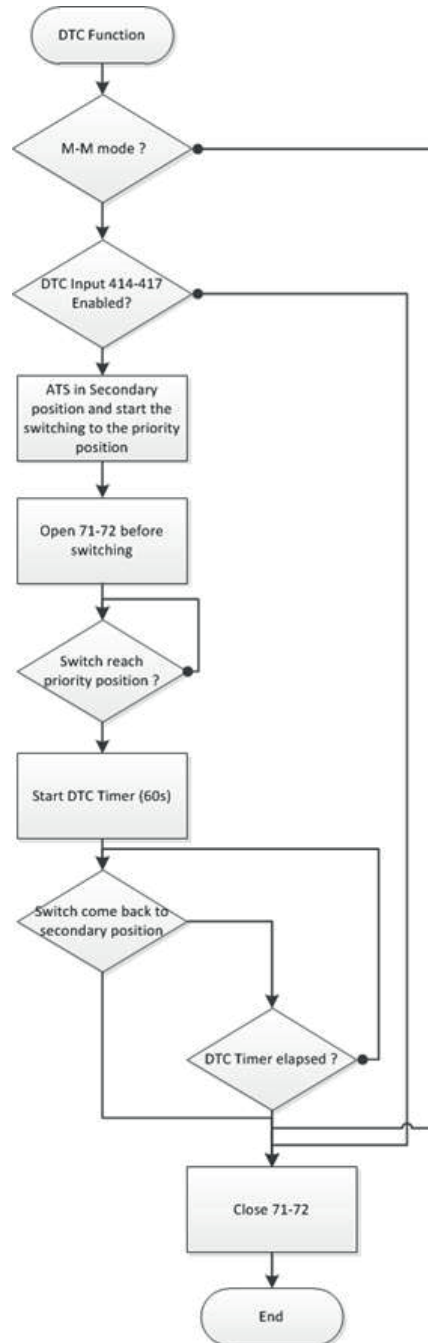 DTC Function
M-M mode ?
DTC Input 414-417
Enabled?
ATS in Secondary
position and start the
switching to the priority
position
Open 71-72 before
switching
Switch reach
priority position ?
Start DTC Timer (60s)
Switch come back to
secondary position
DTC Timer elapsed ?
Close 71-72
End